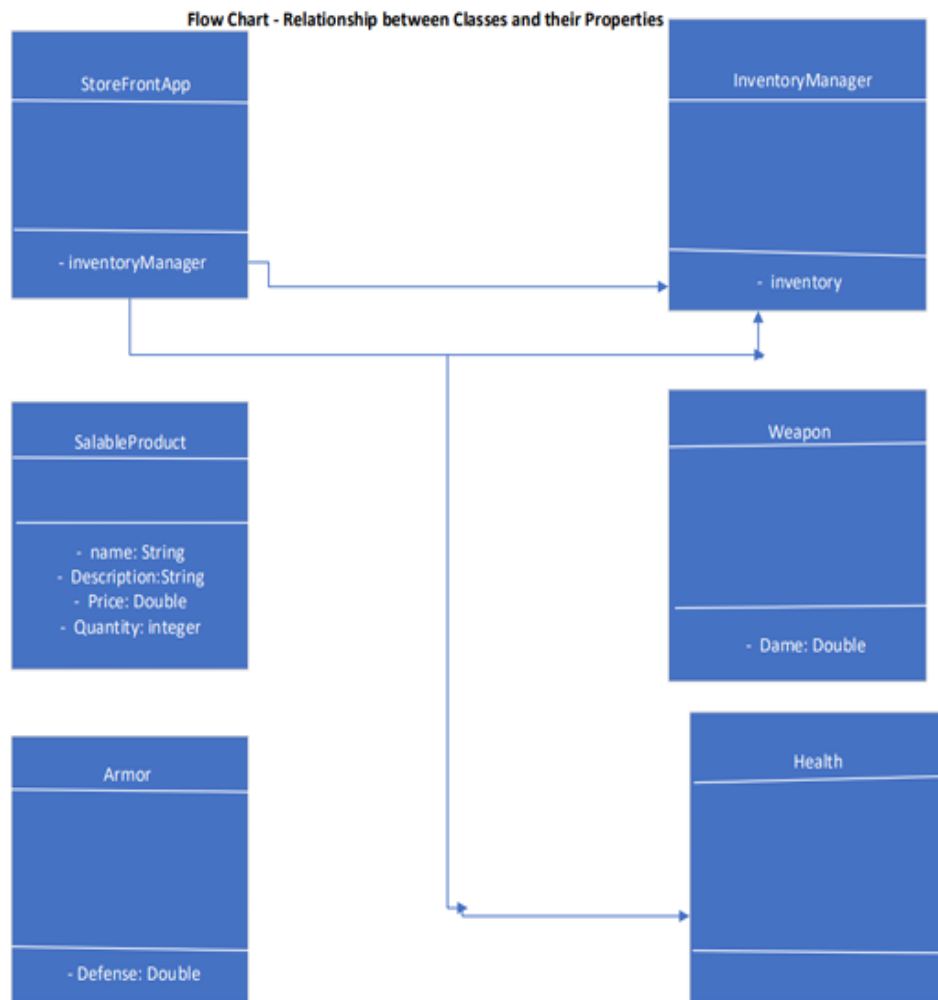 Flow Chart - Relationship between Classes and their Properties
StoreFrontApp
- inventoryManager
InventoryManager
- inventory
SalableProduct
- name: String
- Description:String
- Price: Double
- Quantity: integer
Weapon
- Dame: Double
Armor
- Defense: Double
Health